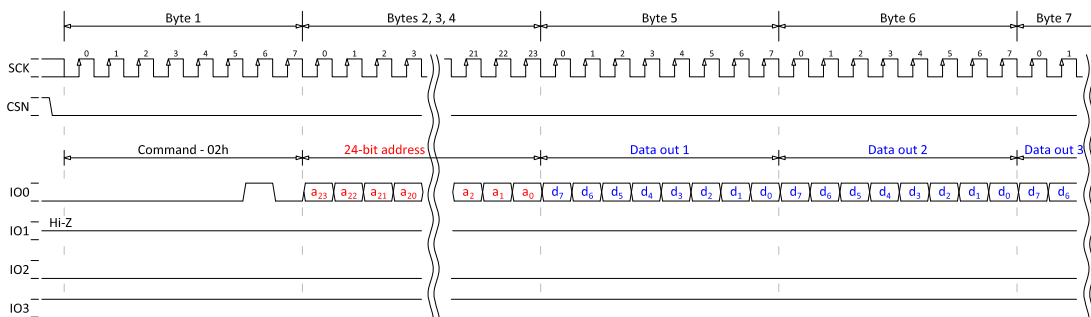 Byte 1 Bytes 2, 3, 4 Byte 5 Byte 6 Byte 7
0 1 2 3 4 5 6 7 0 1 2 3 21 22 23 0 1 2 3 4 5 6 7 0 1 2 3 4 5 6 7 0 1
SCK
CSN
Command - 02h 24-bit address Data out 1 Data out 2 Data out 3
IO0 a23 a22 a21 a20 a2 a1 a0 d7 d6 d5 d4 d3 d2 d1 d0 d7 d6 d5 d4 d3 d2 d1 d0 d7 d6
Hi-Z
IO1
IO2
IO3